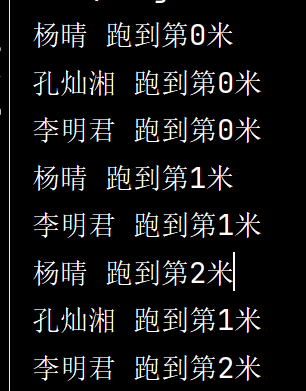 杨晴 跑到第0米
孔灿湘 跑到第0米
李明君 跑到第0米
杨晴 跑到第1米
李明君 跑到第1米
杨晴 跑到第2米
孔灿湘 跑到第1米
李明君 跑到第2米